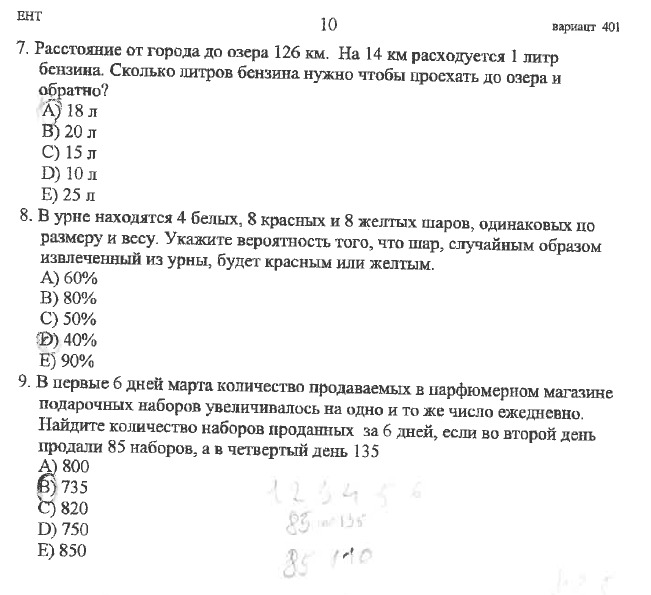 ЕНТ
10
вариант 401
7. Расстояние от города до озера 126 км. На 14 км расходуется 1 литр
бензина. Сколько литров бензина нужно чтобы проехать до озера и
обратно?
A) 18 л
B) 20 л
C) 15 л
D) 10 л
E) 25 л
8. В урне находятся 4 белых, 8 красных и 8 желтых шаров, одинаковых по
размеру и весу. Укажите вероятность того, что шар, случайным образом
извлеченный из урны, будет красным или желтым.
A) 60%
B) 80%
C) 50%
D) 40%
E) 90%
9. В первые 6 дней марта количество продаваемых в парфюмерном магазине
подарочных наборов увеличивалось на одно и то же число ежедневно.
Найдите количество наборов проданных за 6 дней, если во второй день
продали 85 наборов, а в четвертый день 135
A) 800
B) 735
C) 820
D) 750
E) 850
1 2 3 4 5 6
85 135
85 110